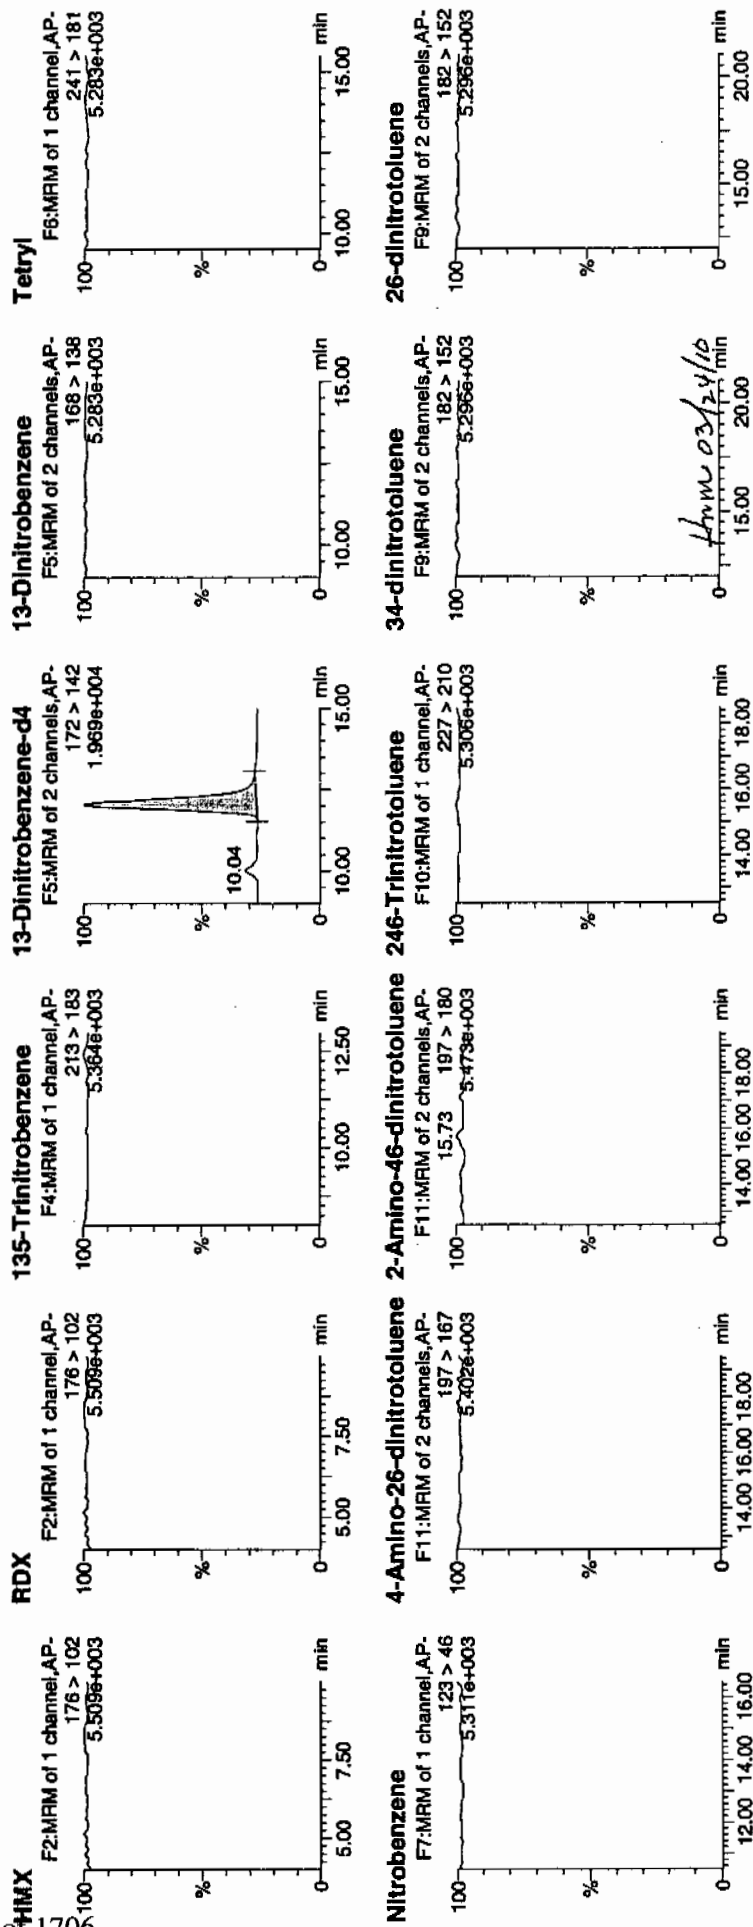 HMX
F2:MRM of 1 channel,AP-
176 > 102
5.509e+003
100
%
0
5.00 7.50 min
RDX
F2:MRM of 1 channel,AP-
176 > 102
5.509e+003
100
%
0
5.00 7.50 min
135-Trinitrobenzene
F4:MRM of 1 channel,AP-
213 > 183
5.364e+003
100
%
0
10.00 12.50 min
13-Dinitrobenzene-d4
F5:MRM of 2 channels,AP-
172 > 142
1.969e+004
100
10.04
%
0
10.00 15.00 min
13-Dinitrobenzene
F5:MRM of 2 channels,AP-
168 > 138
5.283e+003
100
%
0
10.00 15.00 min
Tetryl
F6:MRM of 1 channel,AP-
241 > 181
5.283e+003
100
%
0
10.00 15.00 min
Nitrobenzene
F7:MRM of 1 channel,AP-
123 > 46
5.311e+003
100
%
0
12.00 14.00 16.00 min
4-Amino-26-dinitrotoluene
F11:MRM of 2 channels,AP-
197 > 167
5.402e+003
100
%
0
14.00 16.00 18.00 min
2-Amino-46-dinitrotoluene
F11:MRM of 2 channels,AP-
15.73 197 > 180
5.473e+003
100
%
0
14.00 16.00 18.00 min
246-Trinitrotoluene
F10:MRM of 1 channel,AP-
227 > 210
5.306e+003
100
%
0
14.00 16.00 18.00 min
34-dinitrotoluene
F9:MRM of 2 channels,AP-
182 > 152
5.296e+003
100
%
0
15.00 20.00 min
03/24/10
26-dinitrotoluene
F9:MRM of 2 channels,AP-
182 > 152
5.296e+003
100
%
0
15.00 20.00 min
1706